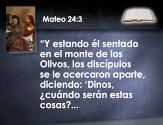 Mateo 24:3
“Y estando él sentado
en el monte de los
Olivos, los discípulos
se le acercaron aparte,
diciendo: ‘Dinos,
¿cuándo serán estas
cosas?...